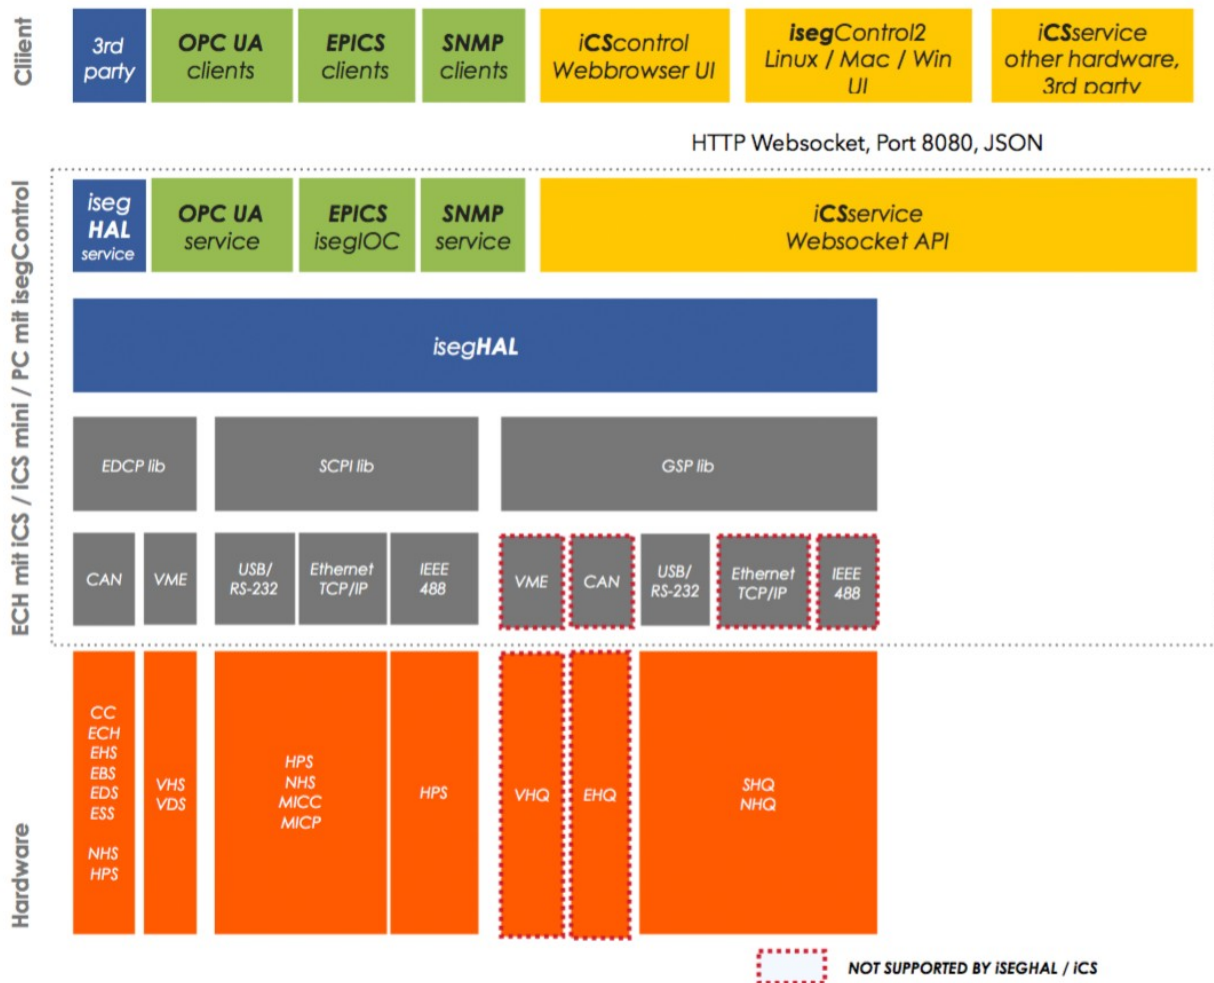 Cliient
3rd
party
OPC UA
clients
EPICS
clients
SNMP
clients
iCScontrol
Webbrowser UI
isegControl2
Linux / Mac / Win
UI
iCSservice
other hardware,
3rd party
HTTP Websocket, Port 8080, JSON
ECH mit iCS / iCS mini / PC mit isegControl
iseg
HAL
service
OPC UA
service
EPICS
isegIOC
SNMP
service
iCSservice
Websocket API
isegHAL
EDCP lib
SCPI lib
GSP lib
CAN
VME
USB/
RS-232
Ethernet
TCP/IP
IEEE
488
VME
CAN
USB/
RS-232
Ethernet
TCP/IP
IEEE
488
Hardware
CC
ECH
EHS
EBS
EDS
ESS
NHS
HPS
VHS
VDS
HPS
NHS
MICC
MICP
HPS
VHQ
EHQ
SHQ
NHQ
NOT SUPPORTED BY iSEGHAL / iCS